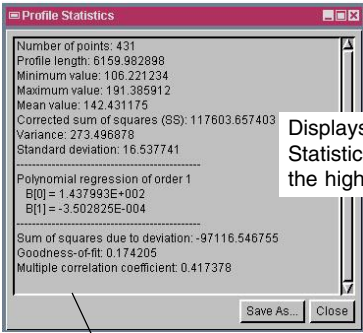 Profile Statistics
Number of points: 431
Profile length: 6159.982898
Minimum value: 106.221234
Maximum value: 191.385912
Mean value: 142.431175
Corrected sum of squares (SS): 117603.657403
Variance: 273.496878
Standard deviation: 16.537741
-----------------------------------------------
Polynomial regression of order 1
B[0] = 1.437993E+002
B[1] = -3.502825E-004
-----------------------------------------------
Sum of squares due to deviation: -97116.546755
Goodness-of-fit: 0.174205
Multiple correlation coefficient: 0.417378
Displays
Statistic
the high
Save As... Close